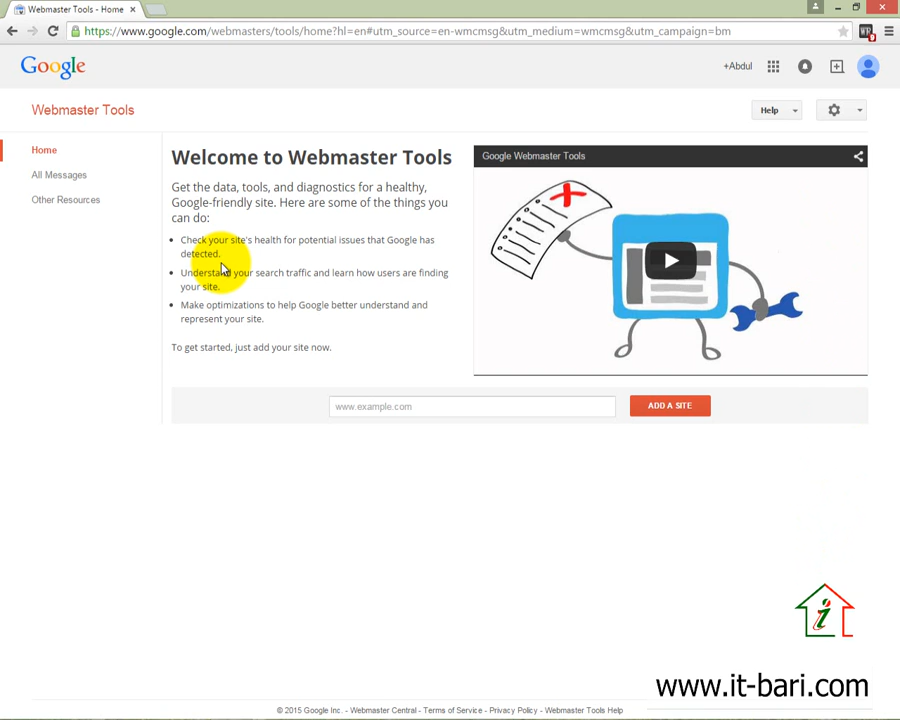 Webmaster Tools - Home
https://www.google.com/webmasters/tools/home?hl=en#utm_source=en-wmcmsg&utm_medium=wmcmsg&utm_campaign=bm
Google
+Abdul
Webmaster Tools
Help
Home
All Messages
Other Resources
Welcome to Webmaster Tools
Get the data, tools, and diagnostics for a healthy,
Google-friendly site. Here are some of the things you
can do:
Check your site's health for potential issues that Google has
detected.
Understand your search traffic and learn how users are finding
your site.
Make optimizations to help Google better understand and
represent your site.
To get started, just add your site now.
Google Webmaster Tools
www.example.com
ADD A SITE
i
www.it-bari.com
© 2015 Google Inc. - Webmaster Central - Terms of Service - Privacy Policy - Webmaster Tools Help